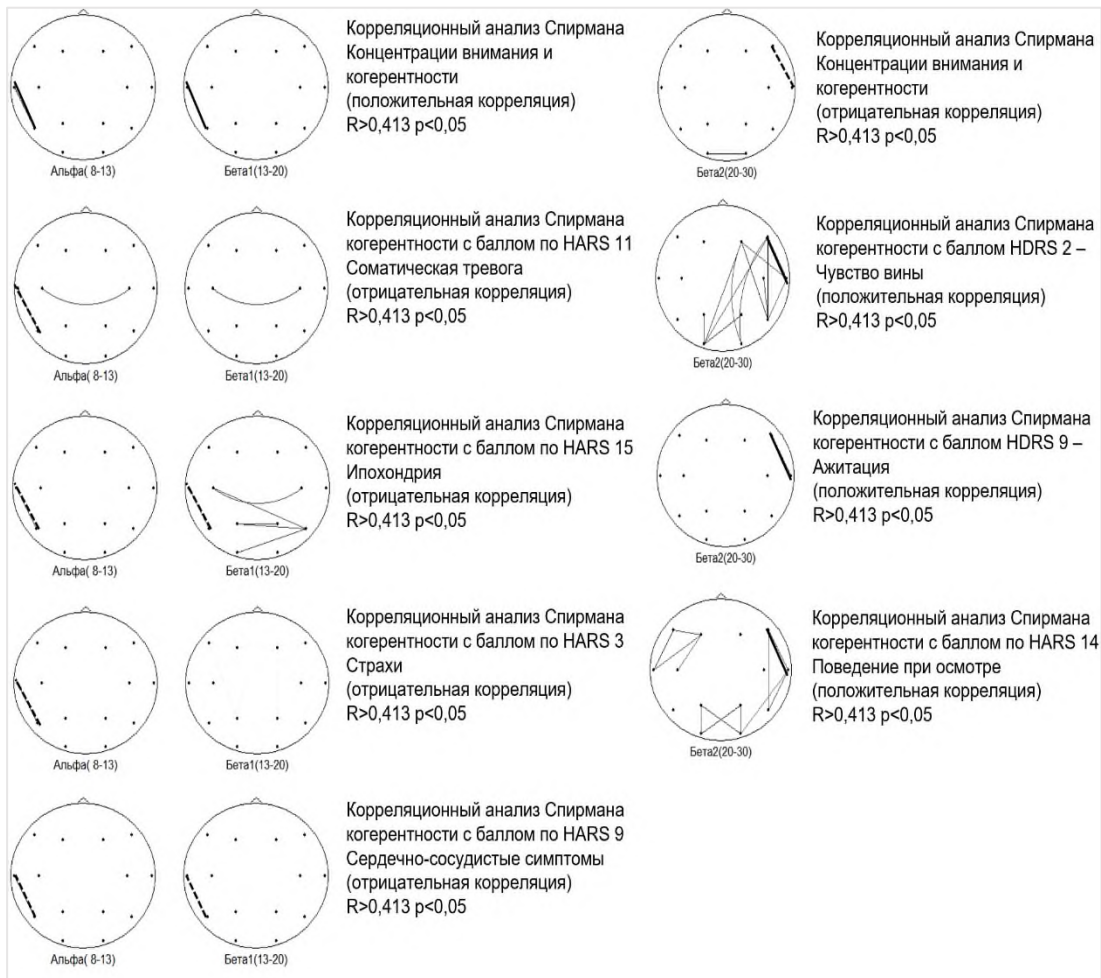 Корреляционный анализ Спирмана
Концентрации внимания и
когерентности
(положительная корреляция)
R>0,413 p<0,05
Альфа( 8-13)
Бета1(13-20)
Корреляционный анализ Спирмана
Концентрации внимания и
когерентности
(отрицательная корреляция)
R>0,413 p<0,05
Бета2(20-30)
Корреляционный анализ Спирмана
когерентности с баллом по HARS 11
Соматическая тревога
(отрицательная корреляция)
R>0,413 p<0,05
Альфа( 8-13)
Бета1(13-20)
Корреляционный анализ Спирмана
когерентности с баллом HDRS 2 –
Чувство вины
(положительная корреляция)
R>0,413 p<0,05
Бета2(20-30)
Корреляционный анализ Спирмана
когерентности с баллом по HARS 15
Ипохондрия
(отрицательная корреляция)
R>0,413 p<0,05
Альфа( 8-13)
Бета1(13-20)
Корреляционный анализ Спирмана
когерентности с баллом HDRS 9 –
Ажитация
(положительная корреляция)
R>0,413 p<0,05
Бета2(20-30)
Корреляционный анализ Спирмана
когерентности с баллом по HARS 3
Страхи
(отрицательная корреляция)
R>0,413 p<0,05
Альфа( 8-13)
Бета1(13-20)
Корреляционный анализ Спирмана
когерентности с баллом по HARS 14
Поведение при осмотре
(положительная корреляция)
R>0,413 p<0,05
Бета2(20-30)
Корреляционный анализ Спирмана
когерентности с баллом по HARS 9
Сердечно-сосудистые симптомы
(отрицательная корреляция)
R>0,413 p<0,05
Альфа( 8-13)
Бета1(13-20)